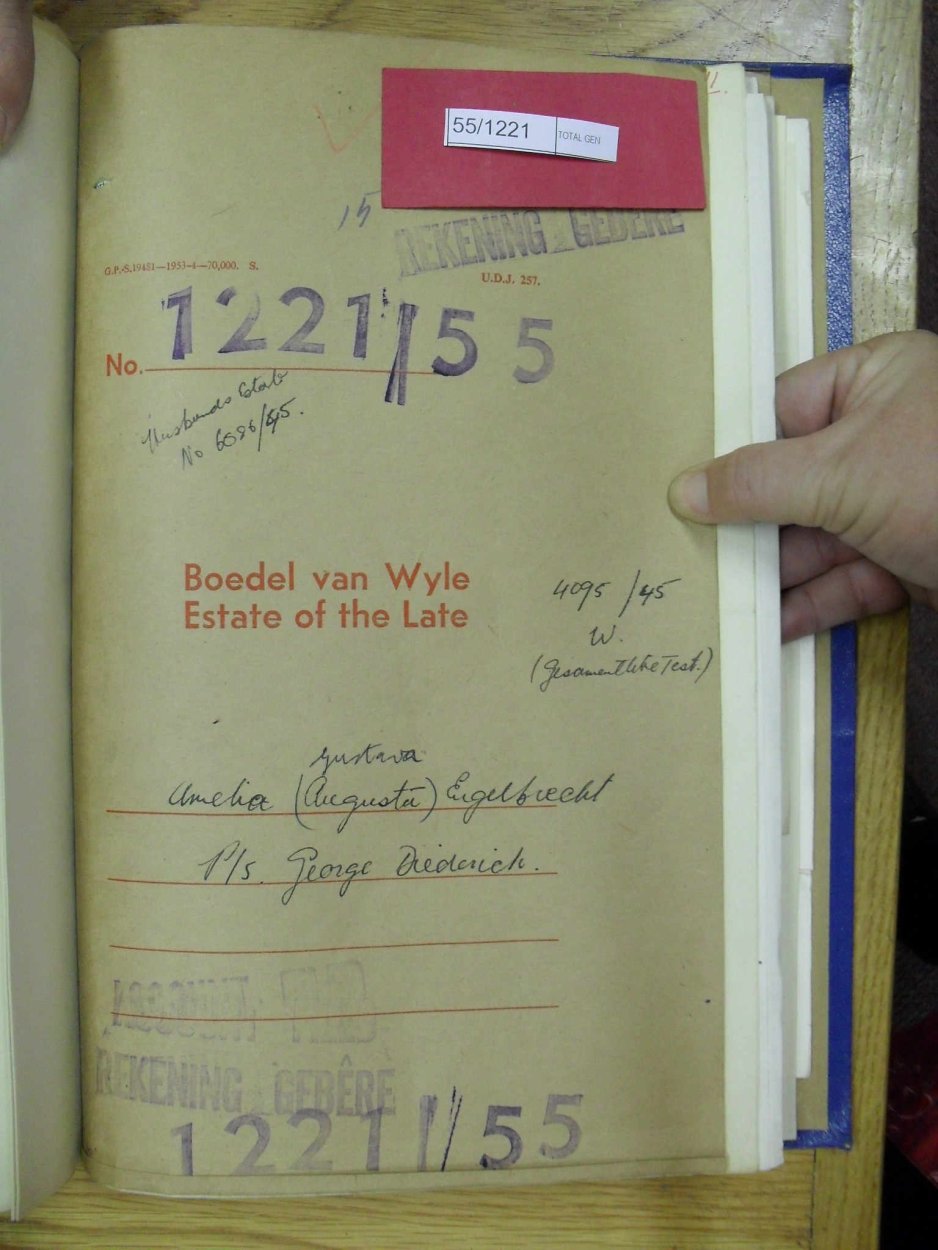 55/1221 TOTAL GEN
15
REKENING GEBÊRE
G.P.-S.19481—1953-4—70,000. S.
U.D.J. 257.
No. 1221/55
Husbands Estate
No 6086/45.
Boedel van Wyle
Estate of the Late
4095/45
W.
(Gesamentlike Test.)
Gustava
Amelia (Augusta) Engelbrecht
P/s. George Diederich.
ACCOUNT FILED
REKENING GEBÊRE
1221/55